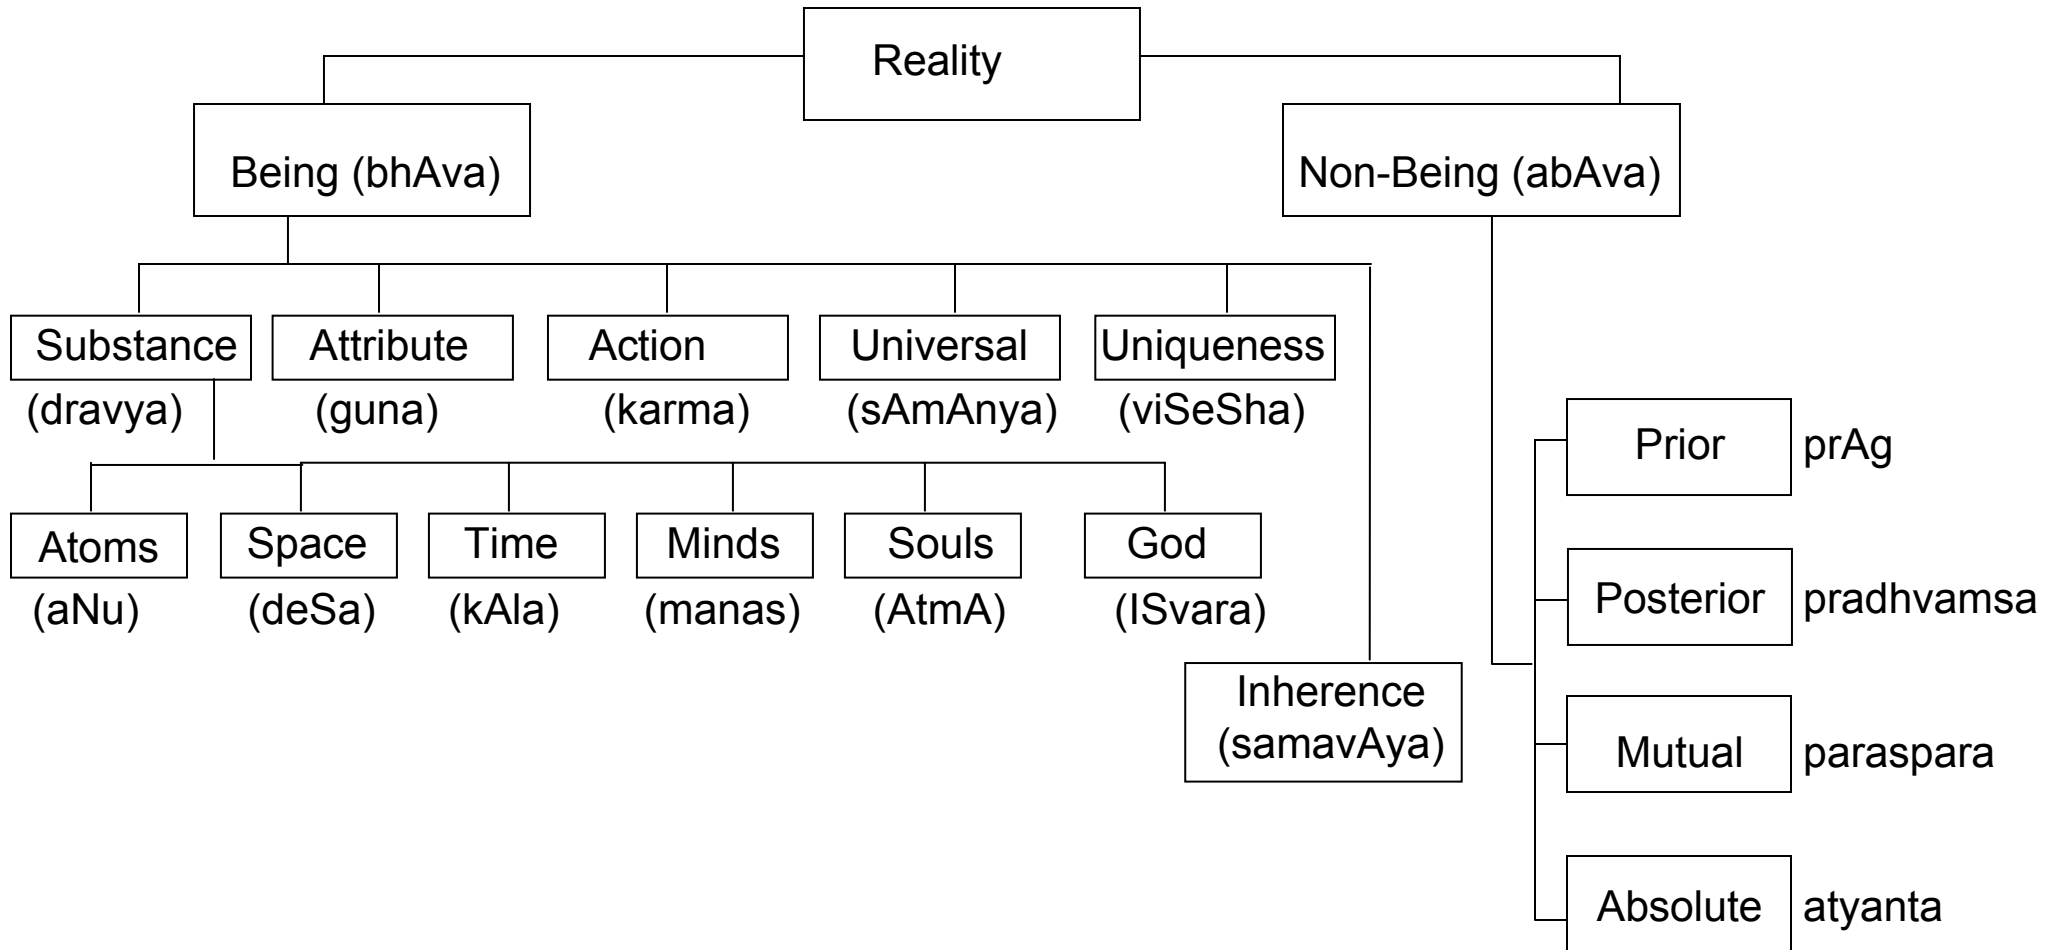 Reality
Being (bhAva)
Non-Being (abAva)
Substance
Attribute
Action
Universal
Uniqueness
(dravya)
(guna)
(karma)
(sAmAnya)
(viSeSha)
Atoms
Space
Time
Minds
Souls
God
(aNu)
(deSa)
(kAla)
(manas)
(AtmA)
(ISvara)
Inherence
(samavAya)
Prior
prAg
Posterior
pradhvamsa
Mutual
paraspara
Absolute
atyanta